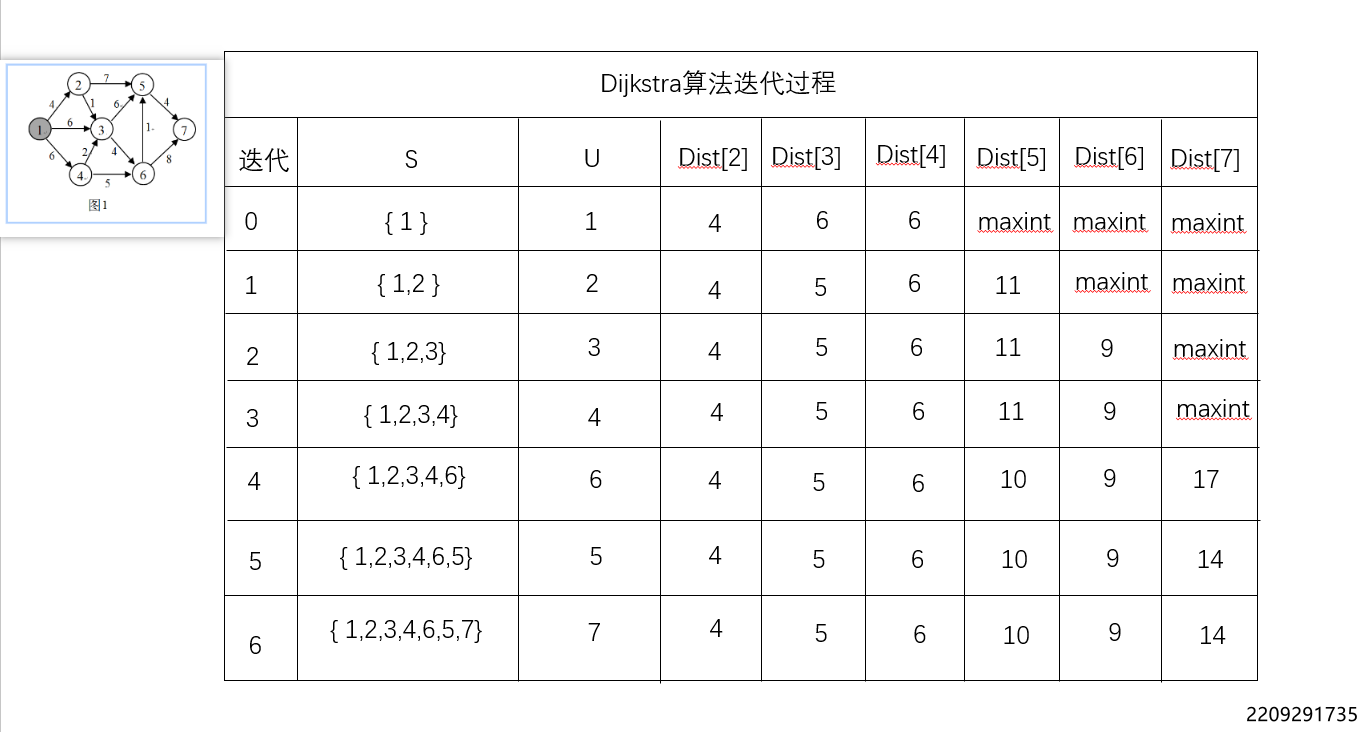 Dijkstra算法迭代过程
2 7 5
4 1 6 4
1 6 3 1 7
6 2 4 8
4 5 6
图1
迭代 S U Dist[2] Dist[3] Dist[4] Dist[5] Dist[6] Dist[7]
0 { 1 } 1 4 6 6 maxint maxint maxint
1 { 1,2 } 2 4 5 6 11 maxint maxint
2 { 1,2,3} 3 4 5 6 11 9 maxint
3 { 1,2,3,4} 4 4 5 6 11 9 maxint
4 { 1,2,3,4,6} 6 4 5 6 10 9 17
5 { 1,2,3,4,6,5} 5 4 5 6 10 9 14
6 { 1,2,3,4,6,5,7} 7 4 5 6 10 9 14
2209291735